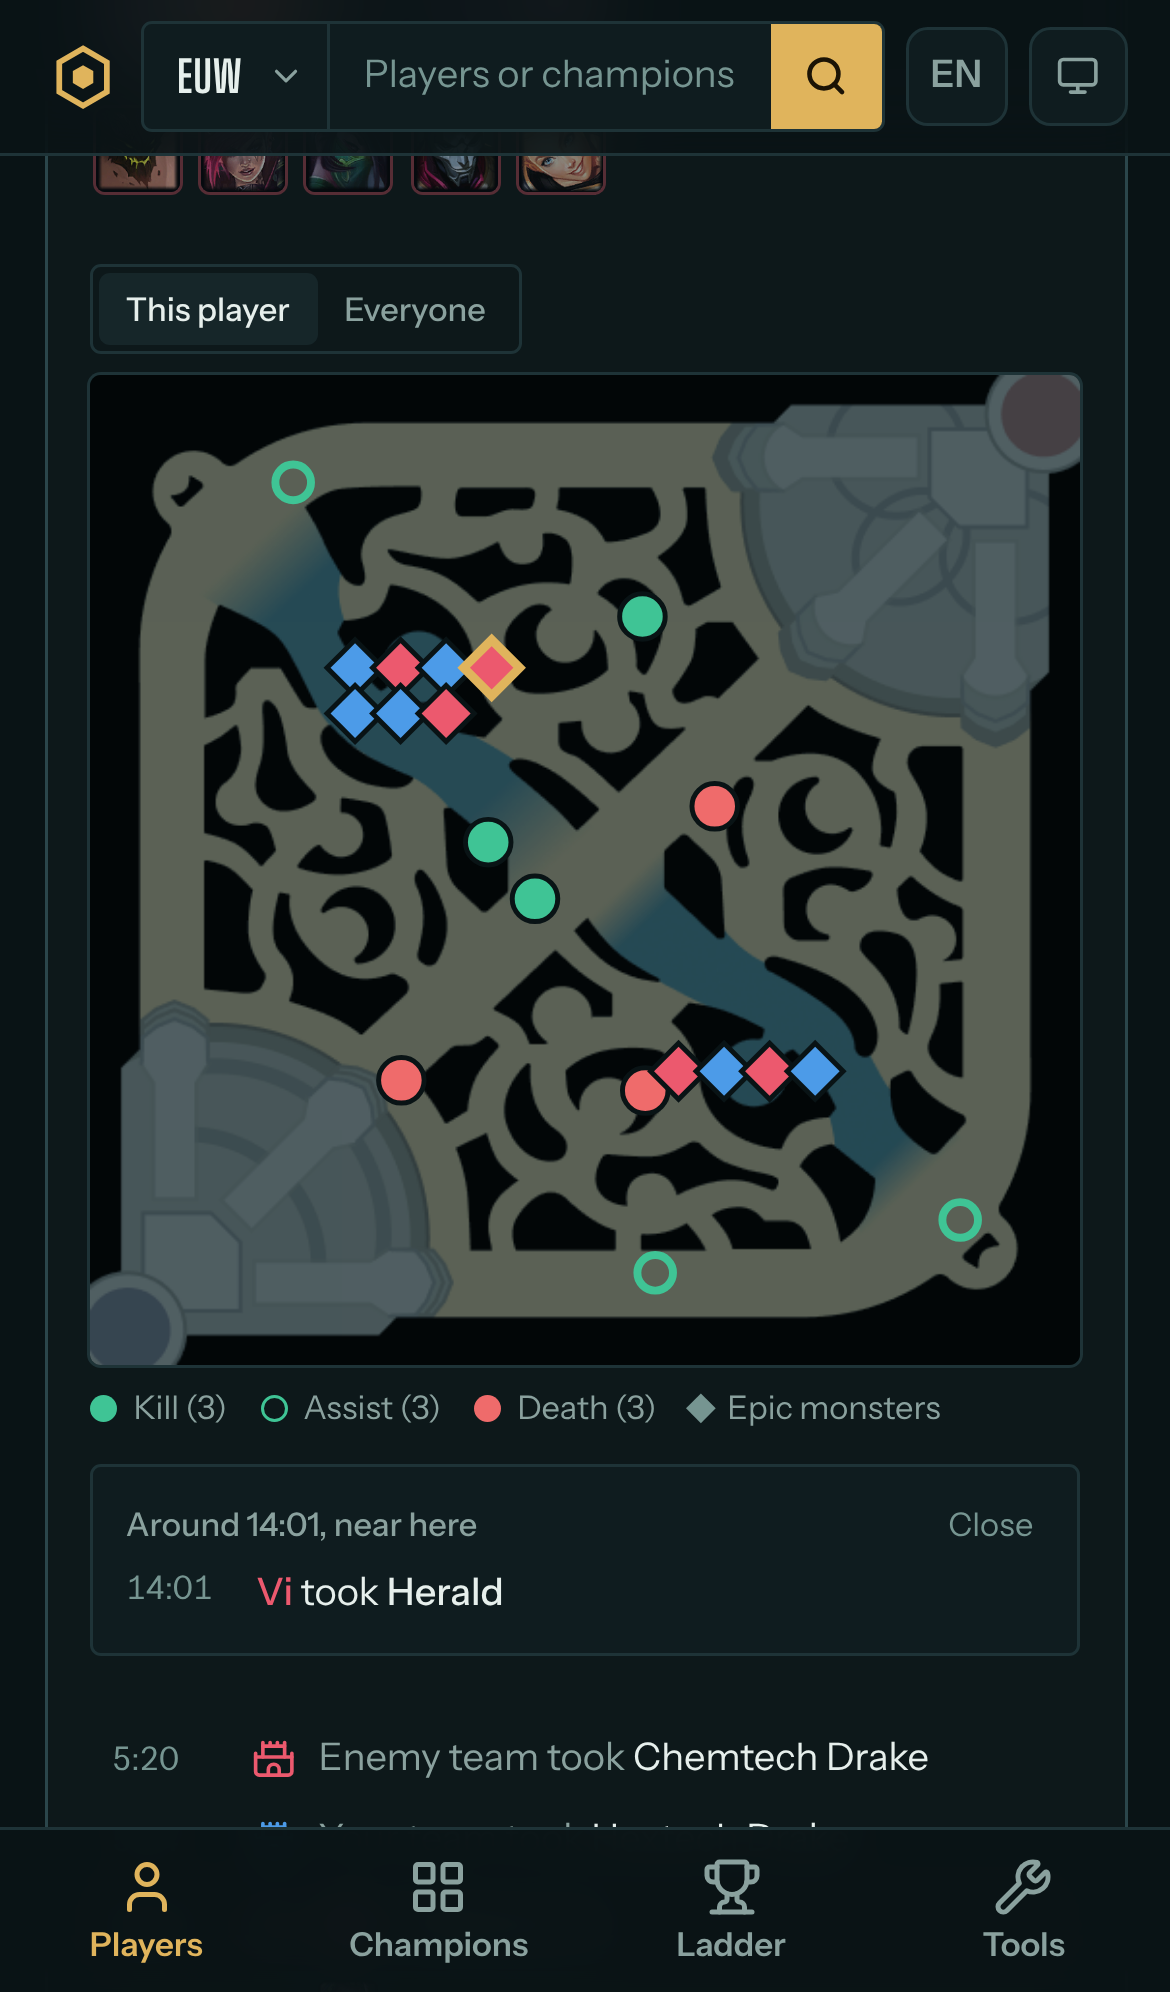 EUW
Players or champions
EN
This player
Everyone
Kill (3)
Assist (3)
Death (3)
Epic monsters
Around 14:01, near here
Close
14:01
Vi took Herald
5:20
Enemy team took Chemtech Drake
Players
Champions
Ladder
Tools